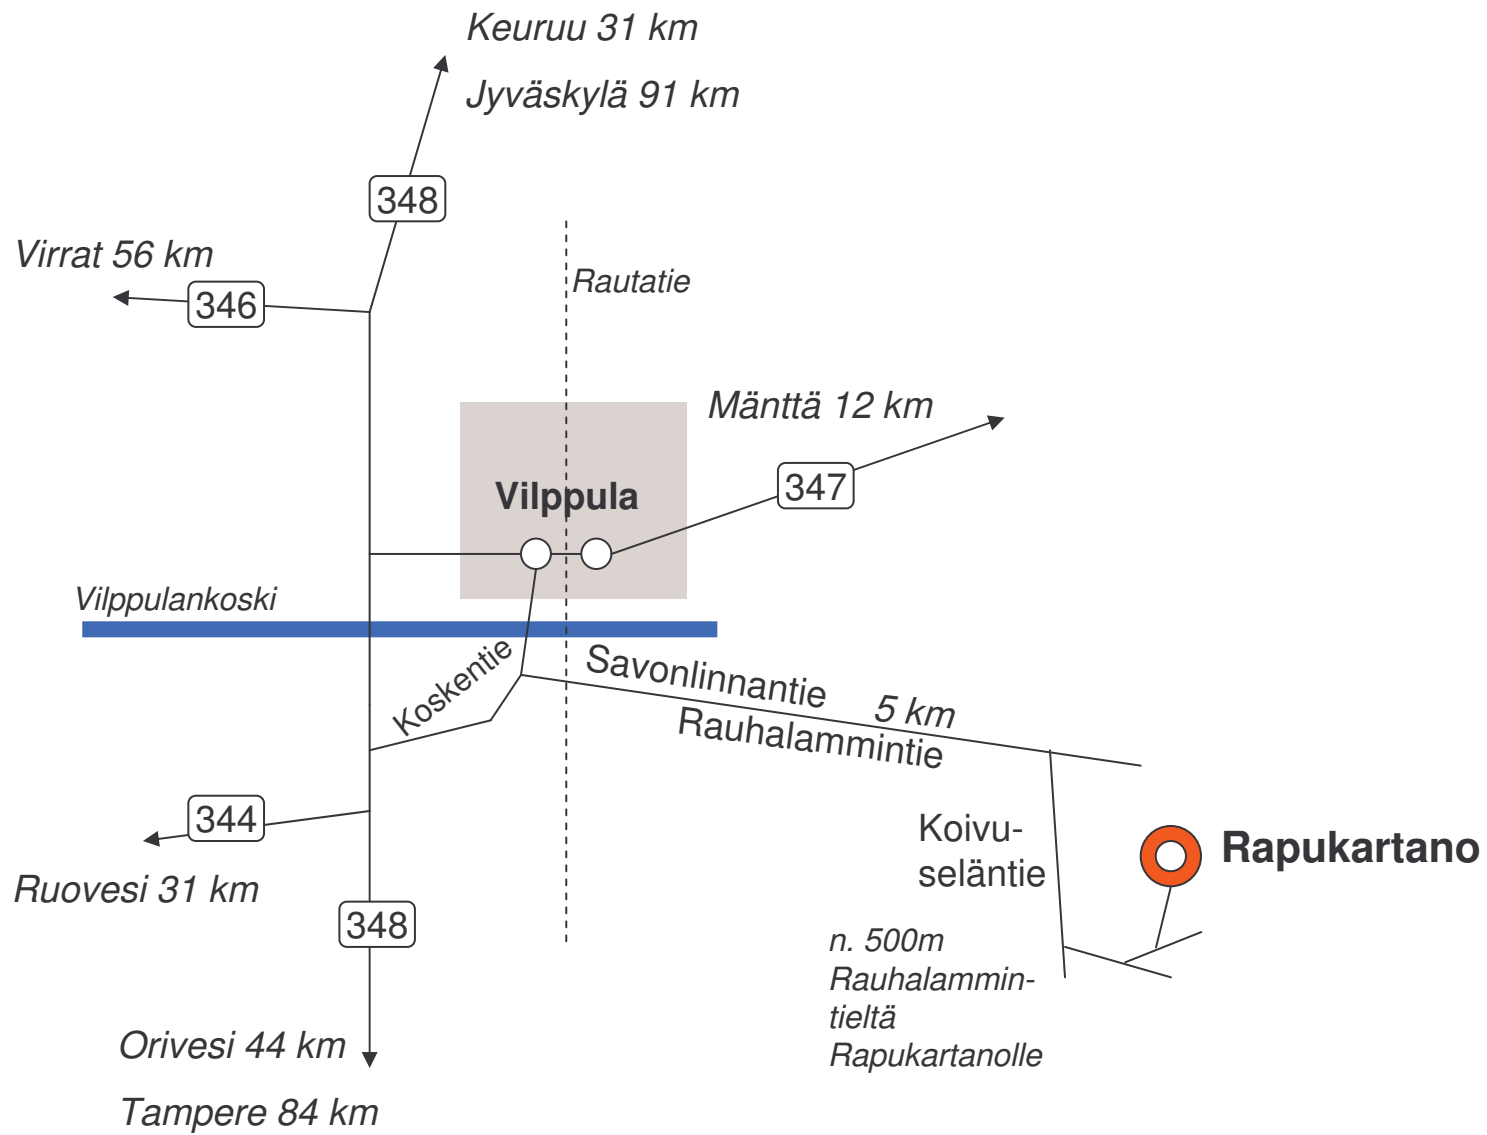 Keuruu 31 km
Jyväskylä 91 km
348
Virrat 56 km
346
Rautatie
Mänttä 12 km
347
Vilppula
Vilppulankoski
Koskentie
Savonlinnantie 5 km
Rauhalammintie
344
Ruovesi 31 km
348
Koivu-
seläntie
Rapukartano
n. 500m
Rauhalammin-
tieltä
Rapukartanolle
Orivesi 44 km
Tampere 84 km